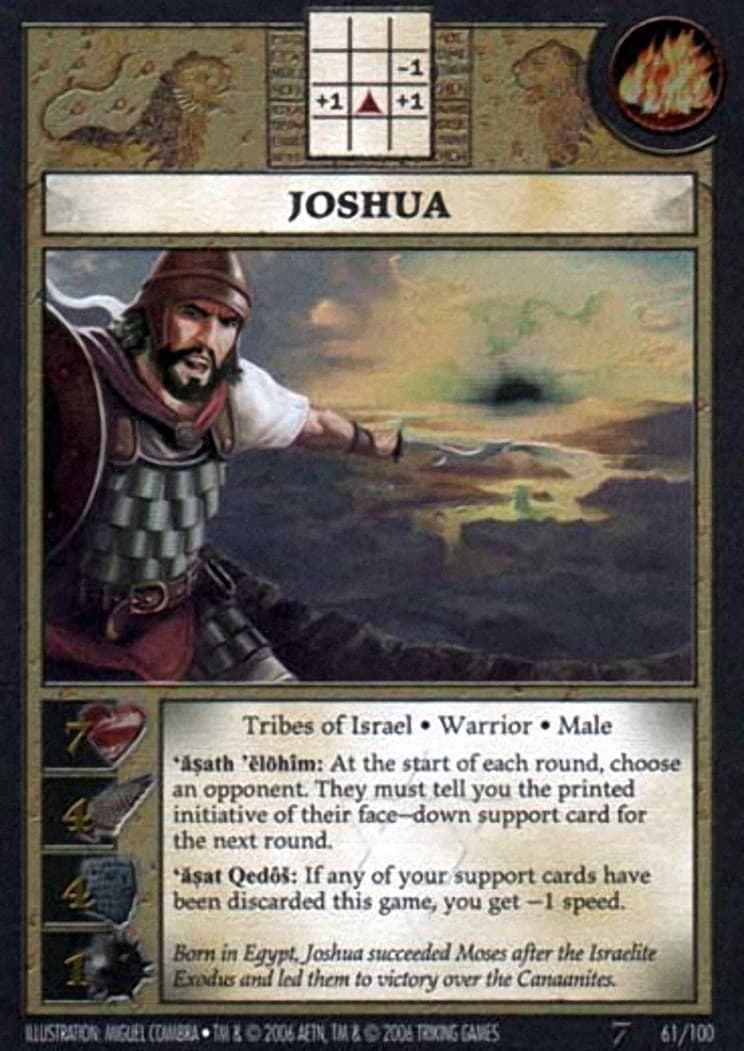 -1
+1 +1
JOSHUA
7
4
4
1
Tribes of Israel • Warrior • Male
‘āṣath ’ĕlōhîm: At the start of each round, choose
an opponent. They must tell you the printed
initiative of their face–down support card for
the next round.
‘āṣat Qedôš: If any of your support cards have
been discarded this game, you get –1 speed.
Born in Egypt, Joshua succeeded Moses after the Israelite
Exodus and led them to victory over the Canaanites.
ILLUSTRATION: MIGUEL COIMBRA • TM & © 2006 AETN, TM & © 2006 TRIKING GAMES 7 61/100